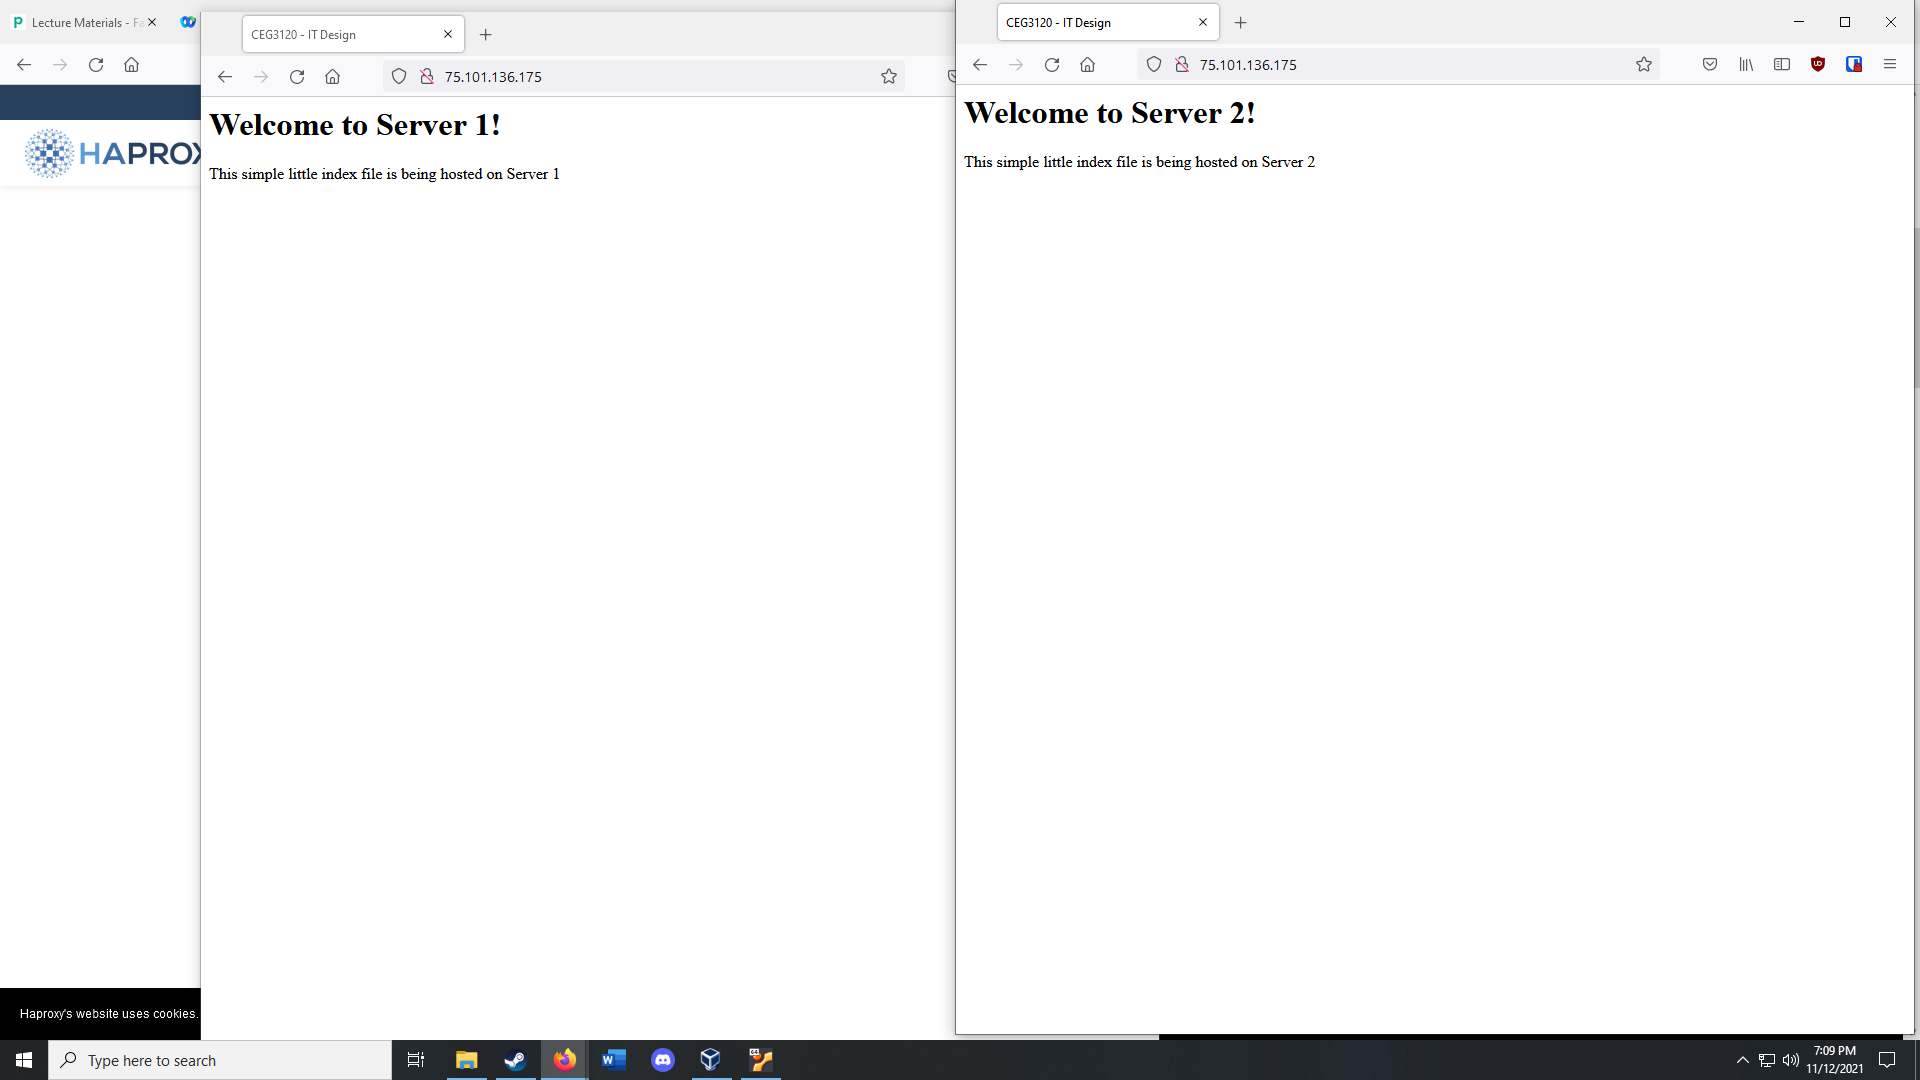 Lecture Materials - Fa
CEG3120 - IT Design
CEG3120 - IT Design
75.101.136.175
75.101.136.175
HAPROX
Welcome to Server 1!
This simple little index file is being hosted on Server 1
Welcome to Server 2!
This simple little index file is being hosted on Server 2
Haproxy's website uses cookies.
Type here to search
7:09 PM
11/12/2021